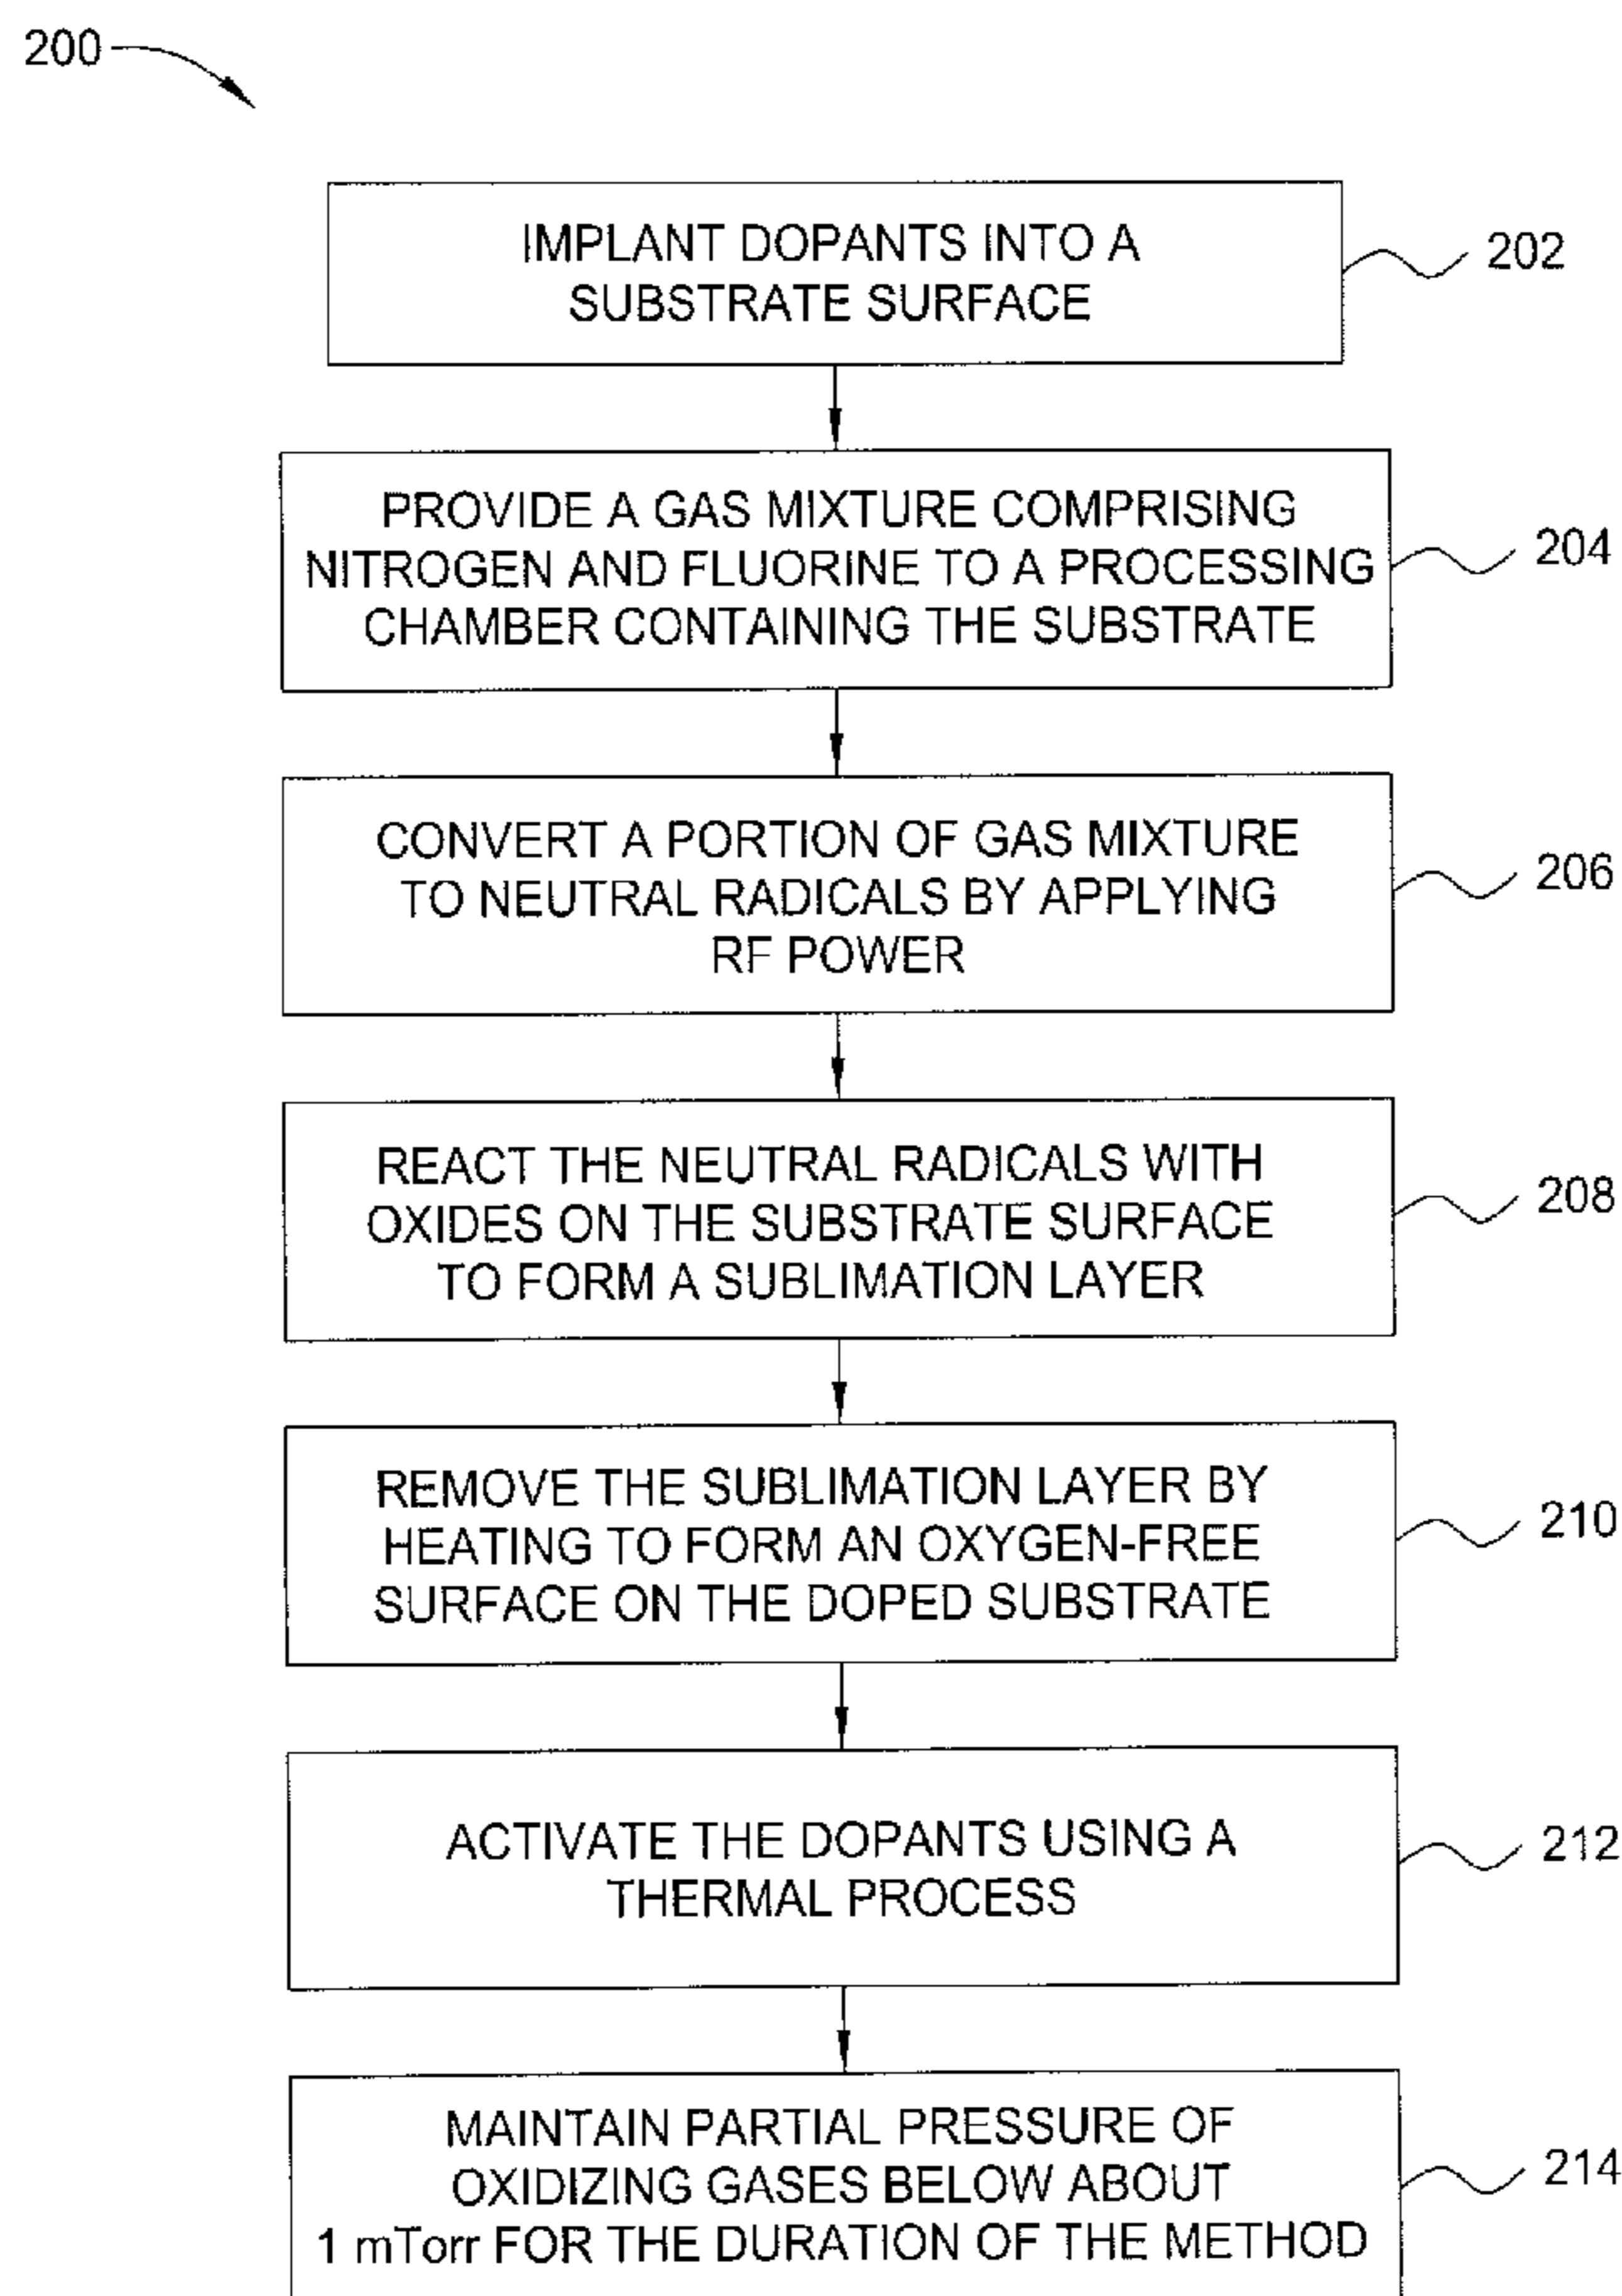 200
IMPLANT DOPANTS INTO A
SUBSTRATE SURFACE
202
PROVIDE A GAS MIXTURE COMPRISING
NITROGEN AND FLUORINE TO A PROCESSING
CHAMBER CONTAINING THE SUBSTRATE
204
CONVERT A PORTION OF GAS MIXTURE
TO NEUTRAL RADICALS BY APPLYING
RF POWER
206
REACT THE NEUTRAL RADICALS WITH
OXIDES ON THE SUBSTRATE SURFACE
TO FORM A SUBLIMATION LAYER
208
REMOVE THE SUBLIMATION LAYER BY
HEATING TO FORM AN OXYGEN-FREE
SURFACE ON THE DOPED SUBSTRATE
210
ACTIVATE THE DOPANTS USING A
THERMAL PROCESS
212
MAINTAIN PARTIAL PRESSURE OF
OXIDIZING GASES BELOW ABOUT
1 mTorr FOR THE DURATION OF THE METHOD
214